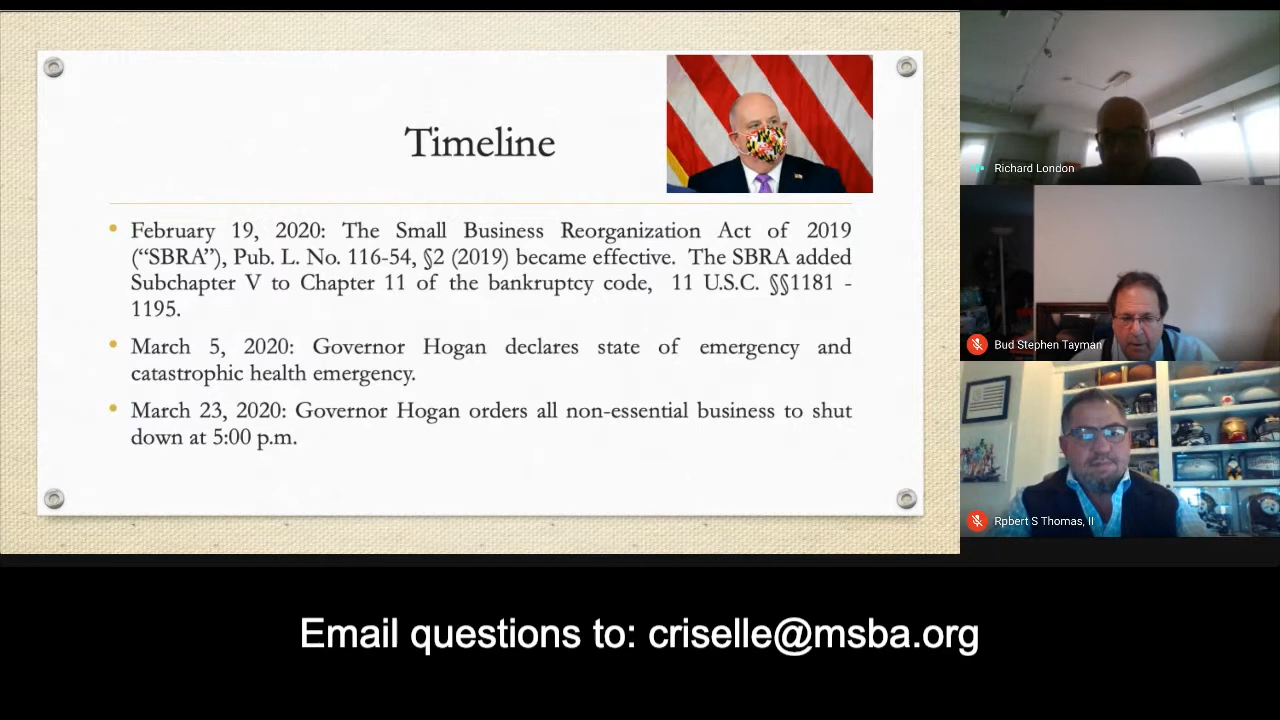 Timeline
February 19, 2020: The Small Business Reorganization Act of 2019
(“SBRA”), Pub. L. No. 116-54, §2 (2019) became effective. The SBRA added
Subchapter V to Chapter 11 of the bankruptcy code, 11 U.S.C. §§1181 -
1195.
March 5, 2020: Governor Hogan declares state of emergency and
catastrophic health emergency.
March 23, 2020: Governor Hogan orders all non-essential business to shut
down at 5:00 p.m.
Richard London
Bud Stephen Tayman
Rpbert S Thomas, II
Email questions to: criselle@msba.org